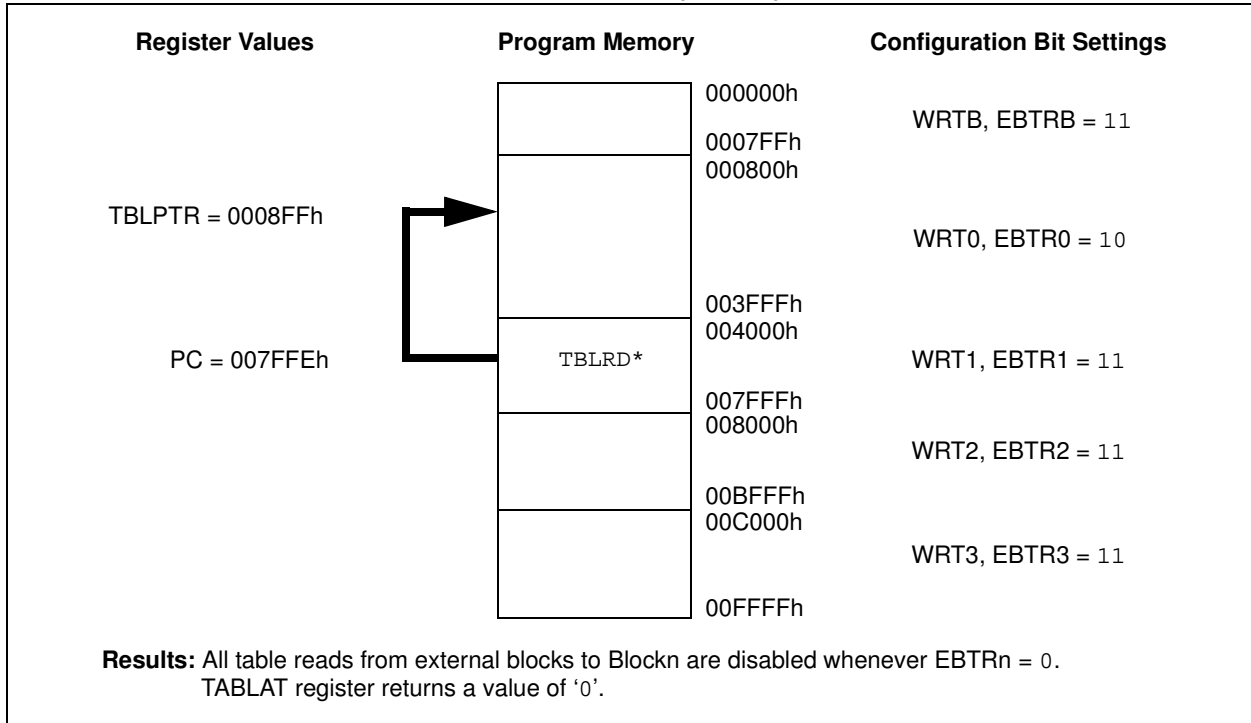 Register Values
Program Memory
Configuration Bit Settings
000000h
WRTB, EBTRB = 11
0007FFh
000800h
TBLPTR = 0008FFh
WRT0, EBTR0 = 10
003FFFh
004000h
PC = 007FFEh
TBLRD*
WRT1, EBTR1 = 11
007FFFh
008000h
WRT2, EBTR2 = 11
00BFFFh
00C000h
WRT3, EBTR3 = 11
00FFFFh
Results: All table reads from external blocks to Blockn are disabled whenever EBTRn = 0.
TABLAT register returns a value of ‘0’.